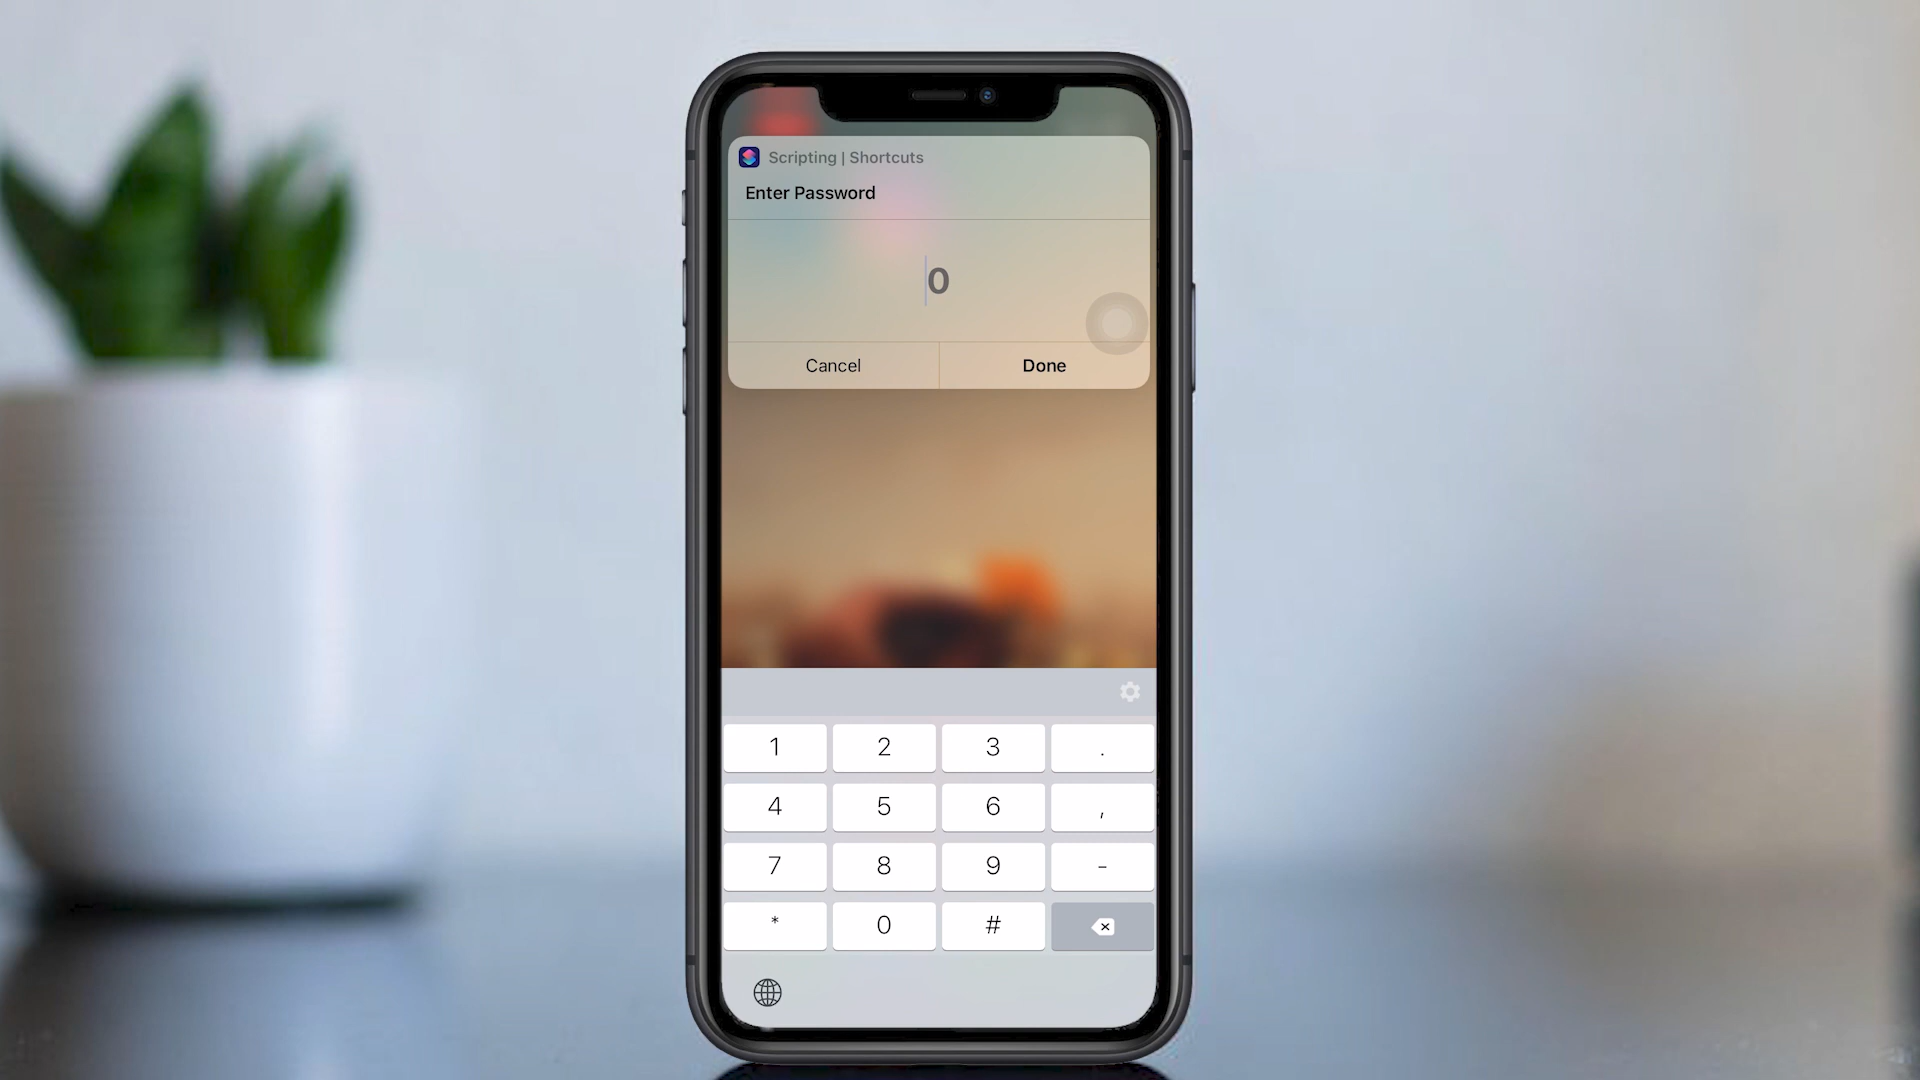 Scripting | Shortcuts
Enter Password
0
Cancel Done
1 2 3 .
4 5 6 ,
7 8 9 -
* 0 #